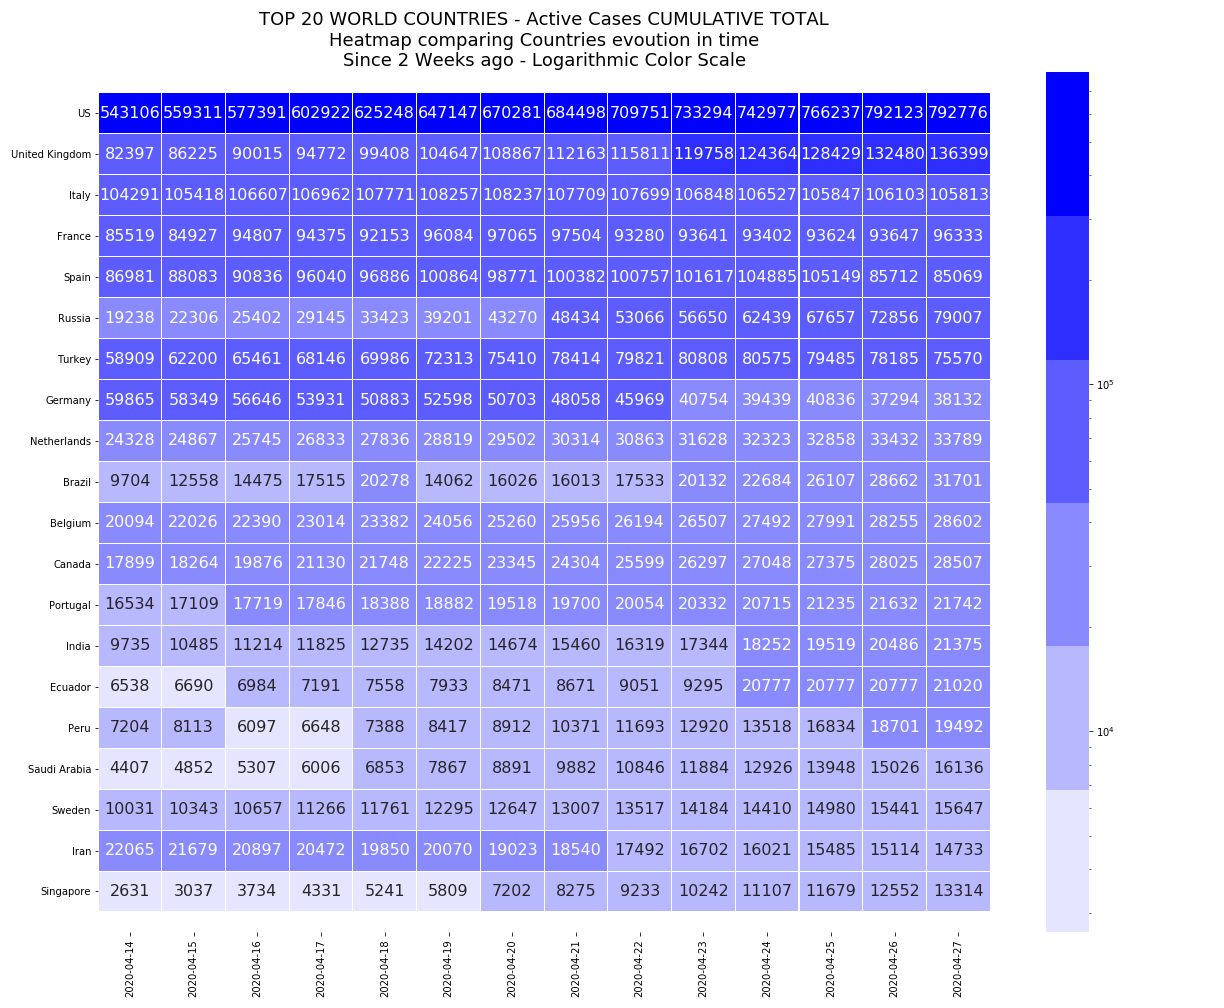 TOP 20 WORLD COUNTRIES - Active Cases CUMULATIVE TOTAL
Heatmap comparing Countries evoution in time
Since 2 Weeks ago - Logarithmic Color Scale
US 543106 559311 577391 602922 625248 647147 670281 684498 709751 733294 742977 766237 792123 792776
United Kingdom 82397 86225 90015 94772 99408 104647 108867 112163 115811 119758 124364 128429 132480 136399
Italy 104291 105418 106607 106962 107771 108257 108237 107709 107699 106848 106527 105847 106103 105813
France 85519 84927 94807 94375 92153 96084 97065 97504 93280 93641 93402 93624 93647 96333
Spain 86981 88083 90836 96040 96886 100864 98771 100382 100757 101617 104885 105149 85712 85069
Russia 19238 22306 25402 29145 33423 39201 43270 48434 53066 56650 62439 67657 72856 79007
Turkey 58909 62200 65461 68146 69986 72313 75410 78414 79821 80808 80575 79485 78185 75570
Germany 59865 58349 56646 53931 50883 52598 50703 48058 45969 40754 39439 40836 37294 38132
Netherlands 24328 24867 25745 26833 27836 28819 29502 30314 30863 31628 32323 32858 33432 33789
Brazil 9704 12558 14475 17515 20278 14062 16026 16013 17533 20132 22684 26107 28662 31701
Belgium 20094 22026 22390 23014 23382 24056 25260 25956 26194 26507 27492 27991 28255 28602
Canada 17899 18264 19876 21130 21748 22225 23345 24304 25599 26297 27048 27375 28025 28507
Portugal 16534 17109 17719 17846 18388 18882 19518 19700 20054 20332 20715 21235 21632 21742
India 9735 10485 11214 11825 12735 14202 14674 15460 16319 17344 18252 19519 20486 21375
Ecuador 6538 6690 6984 7191 7558 7933 8471 8671 9051 9295 20777 20777 20777 21020
Peru 7204 8113 6097 6648 7388 8417 8912 10371 11693 12920 13518 16834 18701 19492
Saudi Arabia 4407 4852 5307 6006 6853 7867 8891 9882 10846 11884 12926 13948 15026 16136
Sweden 10031 10343 10657 11266 11761 12295 12647 13007 13517 14184 14410 14980 15441 15647
Iran 22065 21679 20897 20472 19850 20070 19023 18540 17492 16702 16021 15485 15114 14733
Singapore 2631 3037 3734 4331 5241 5809 7202 8275 9233 10242 11107 11679 12552 13314
2020-04-14 2020-04-15 2020-04-16 2020-04-17 2020-04-18 2020-04-19 2020-04-20 2020-04-21 2020-04-22 2020-04-23 2020-04-24 2020-04-25 2020-04-26 2020-04-27
10⁵
10⁴